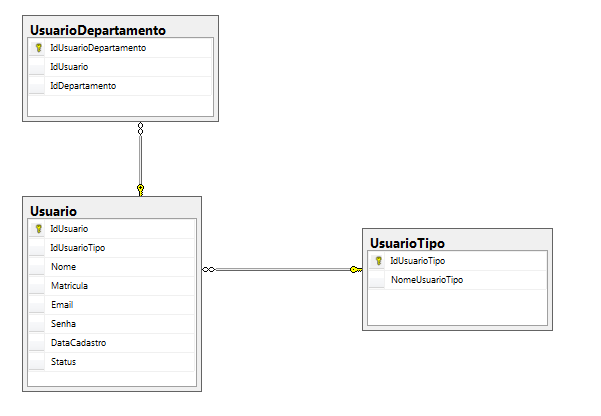 UsuarioDepartamento
IdUsuarioDepartamento
IdUsuario
IdDepartamento
Usuario
IdUsuario
IdUsuarioTipo
Nome
Matricula
Email
Senha
DataCadastro
Status
UsuarioTipo
IdUsuarioTipo
NomeUsuarioTipo